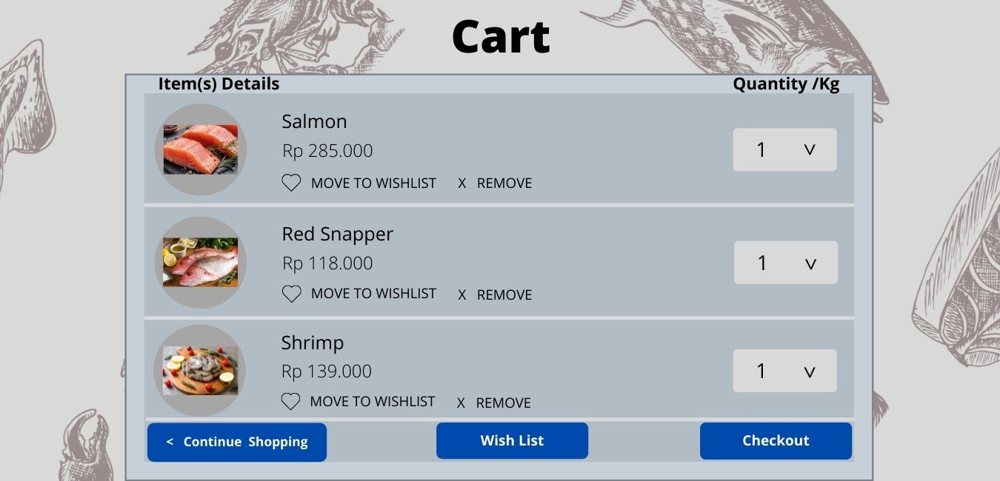 Cart
Item(s) Details Quantity /Kg
Salmon
Rp 285.000
1 v
MOVE TO WISHLIST X REMOVE
Red Snapper
Rp 118.000
1 v
MOVE TO WISHLIST X REMOVE
Shrimp
Rp 139.000
1 v
MOVE TO WISHLIST X REMOVE
< Continue Shopping Wish List Checkout